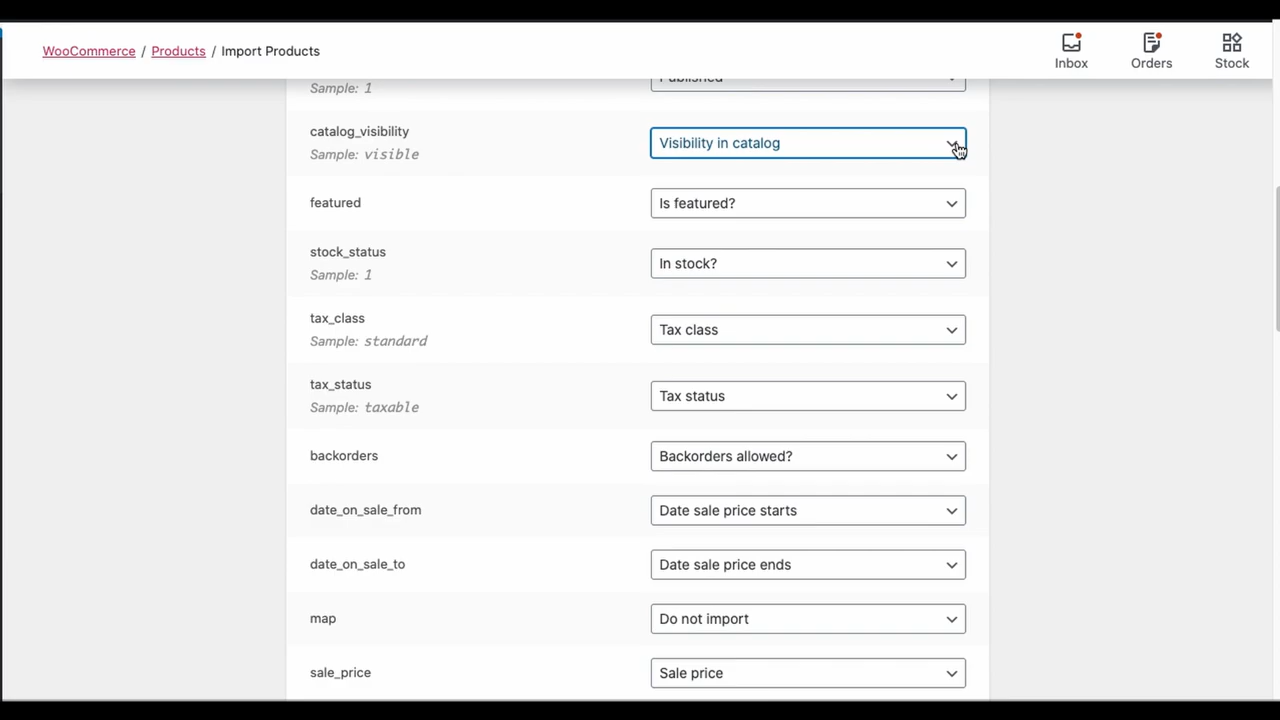 WooCommerce / Products / Import Products
Inbox
Orders
Stock
Published
Sample: 1
catalog_visibility
Sample: visible
Visibility in catalog
featured
Is featured?
stock_status
Sample: 1
In stock?
tax_class
Sample: standard
Tax class
tax_status
Sample: taxable
Tax status
backorders
Backorders allowed?
date_on_sale_from
Date sale price starts
date_on_sale_to
Date sale price ends
map
Do not import
sale_price
Sale price